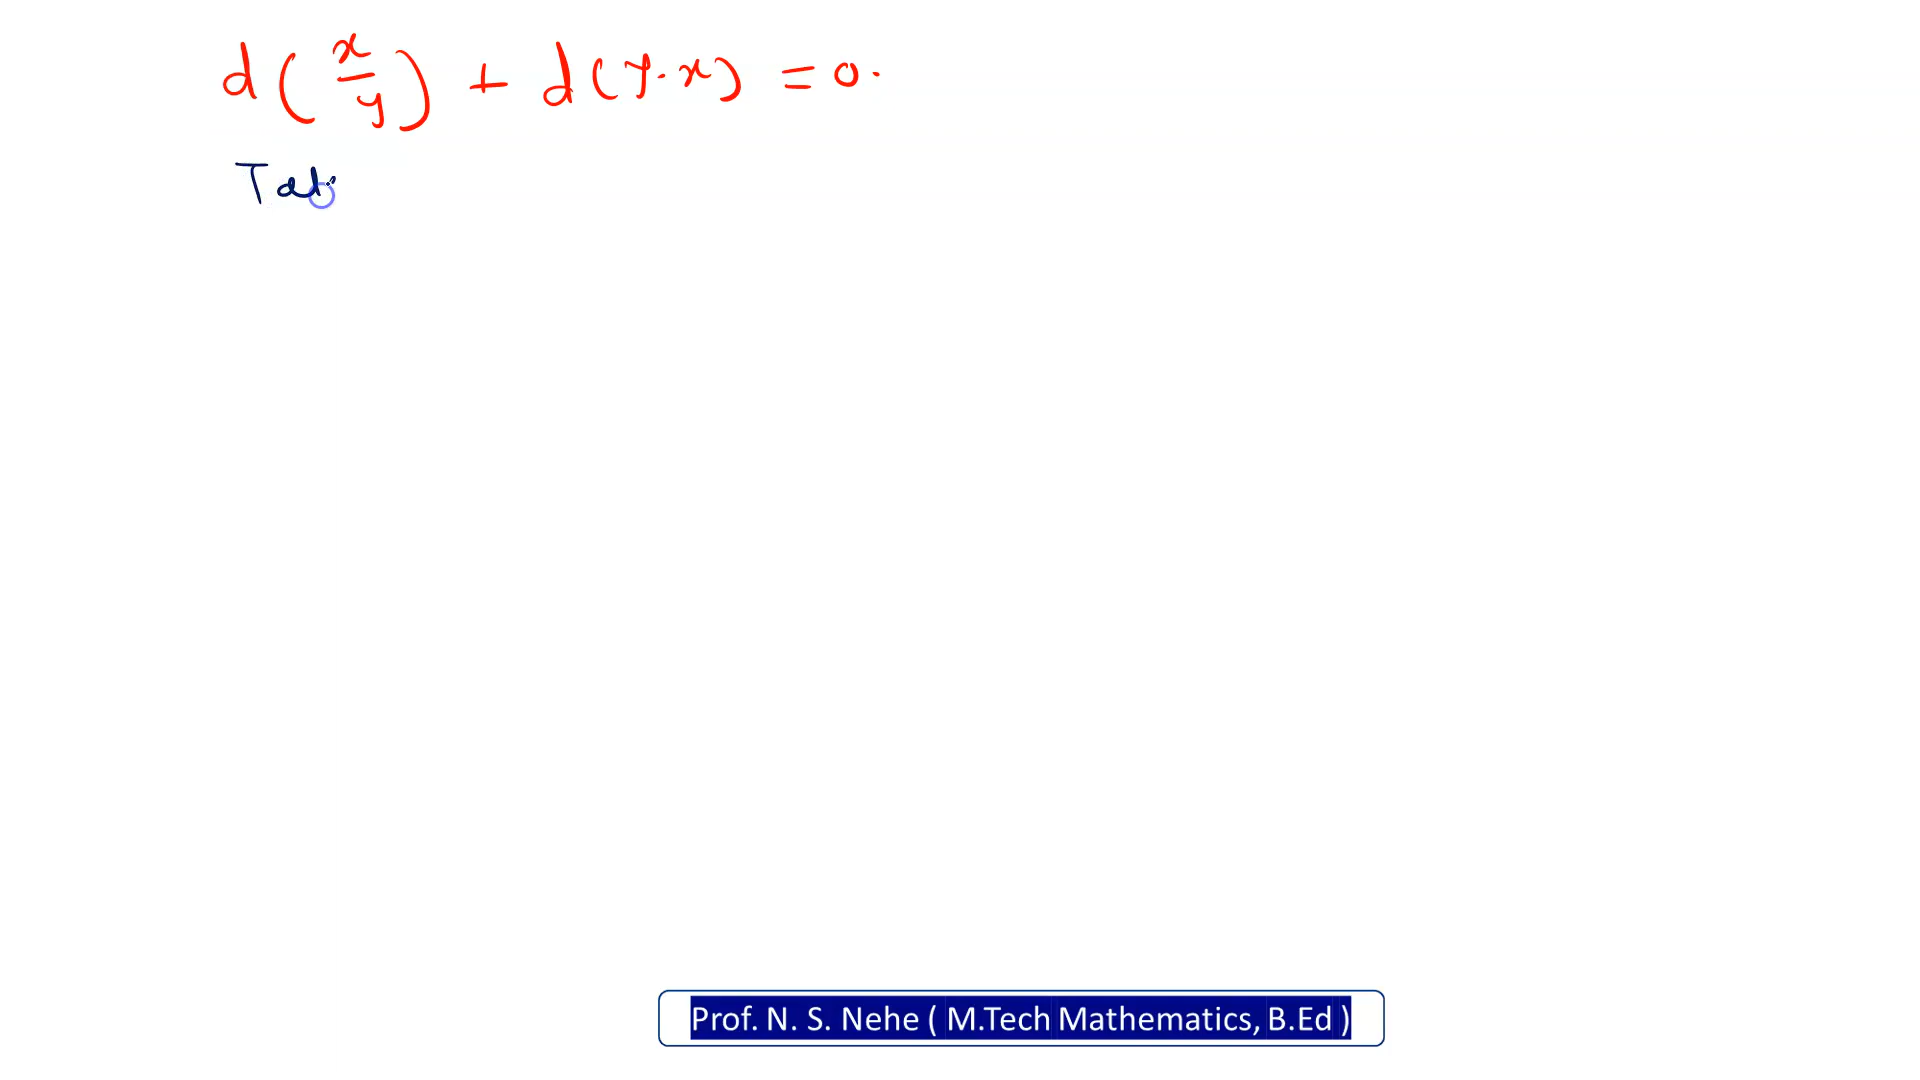 d(x/y) + d(y·x) = 0.
Tak
Prof. N. S. Nehe ( M.Tech Mathematics, B.Ed )